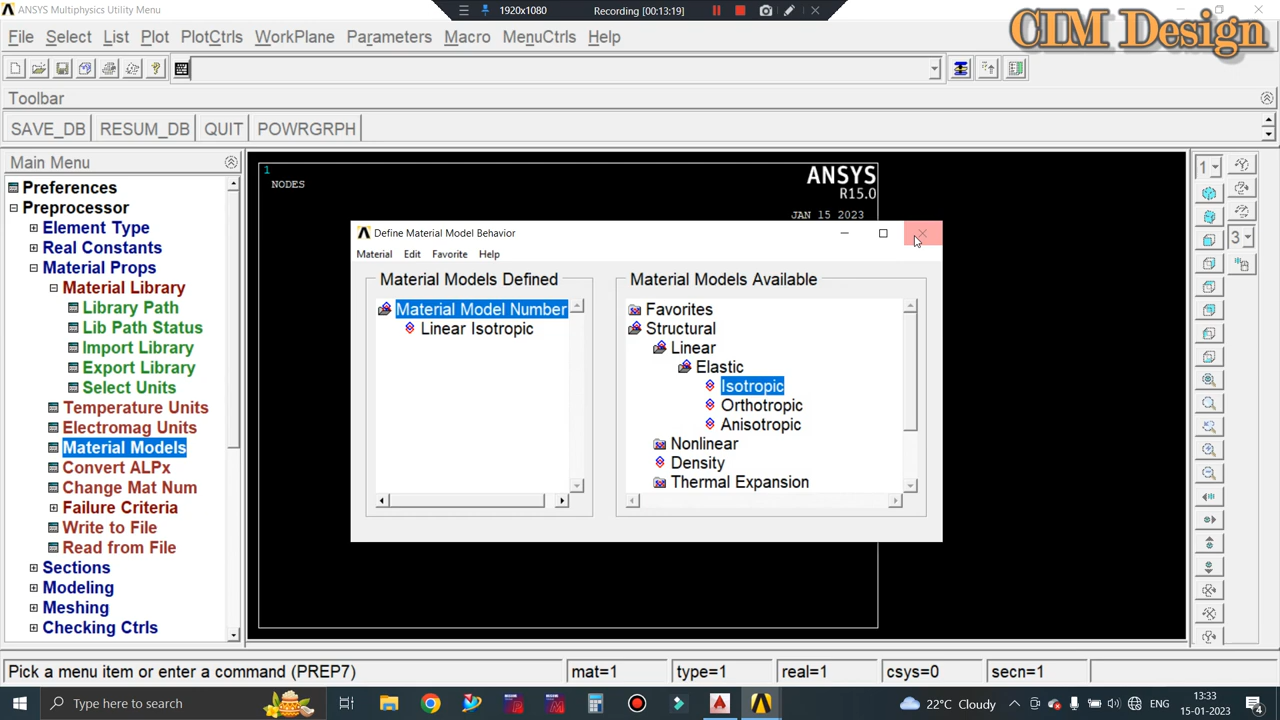 ANSYS Multiphysics Utility Menu
1920x1080
Recording [00:13:19]
CIM Design
File Select List Plot PlotCtrls WorkPlane Parameters Macro MenuCtrls Help
Toolbar
SAVE_DB RESUM_DB QUIT POWRGRPH
Main Menu
Preferences
Preprocessor
Element Type
Real Constants
Material Props
Material Library
Library Path
Lib Path Status
Import Library
Export Library
Select Units
Temperature Units
Electromag Units
Material Models
Convert ALPx
Change Mat Num
Failure Criteria
Write to File
Read from File
Sections
Modeling
Meshing
Checking Ctrls
1
NODES
ANSYS
R15.0
JAN 15 2023
Define Material Model Behavior
Material Edit Favorite Help
Material Models Defined
Material Model Number
Linear Isotropic
Material Models Available
Favorites
Structural
Linear
Elastic
Isotropic
Orthotropic
Anisotropic
Nonlinear
Density
Thermal Expansion
1
3
Pick a menu item or enter a command (PREP7)
mat=1 type=1 real=1 csys=0 secn=1
Type here to search
22°C Cloudy
ENG
13:33
15-01-2023
4